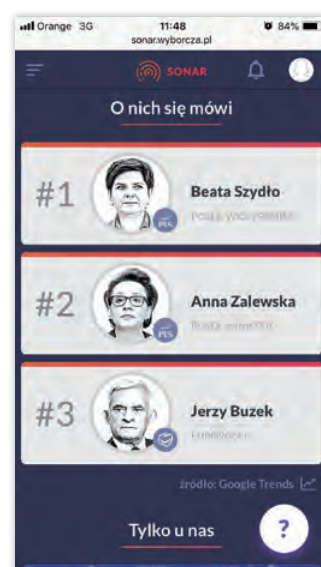 Orange 3G 11:48 84%
sonar.wyborcza.pl
SONAR
O nich się mówi
#1 Beata Szydło
#2 Anna Zalewska
#3 Jerzy Buzek
źródło: Google Trends
Tylko u nas ?